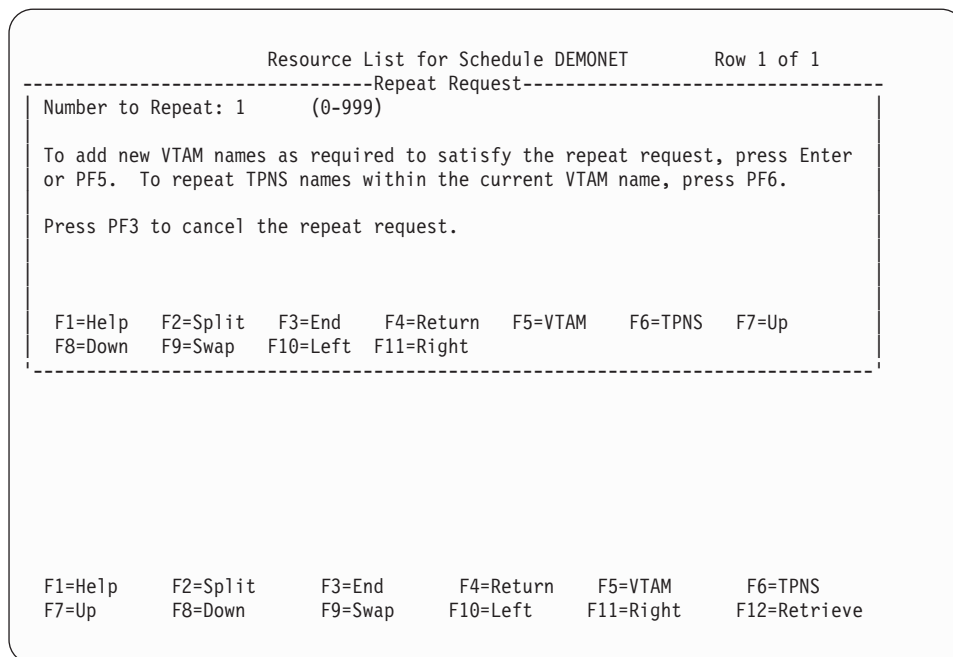 Resource List for Schedule DEMONET Row 1 of 1
---------------------------------Repeat Request----------------------------------
Number to Repeat: 1 (0-999)
To add new VTAM names as required to satisfy the repeat request, press Enter
or PF5. To repeat TPNS names within the current VTAM name, press PF6.
Press PF3 to cancel the repeat request.
F1=Help F2=Split F3=End F4=Return F5=VTAM F6=TPNS F7=Up
F8=Down F9=Swap F10=Left F11=Right
F1=Help F2=Split F3=End F4=Return F5=VTAM F6=TPNS
F7=Up F8=Down F9=Swap F10=Left F11=Right F12=Retrieve